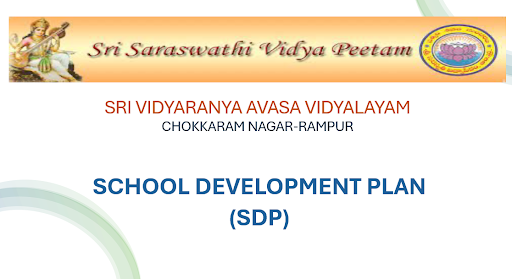 Sri Saraswathi Vidya Peetam
SRI VIDYARANYA AVASA VIDYALAYAM
CHOKKARAM NAGAR-RAMPUR
SCHOOL DEVELOPMENT PLAN
(SDP)